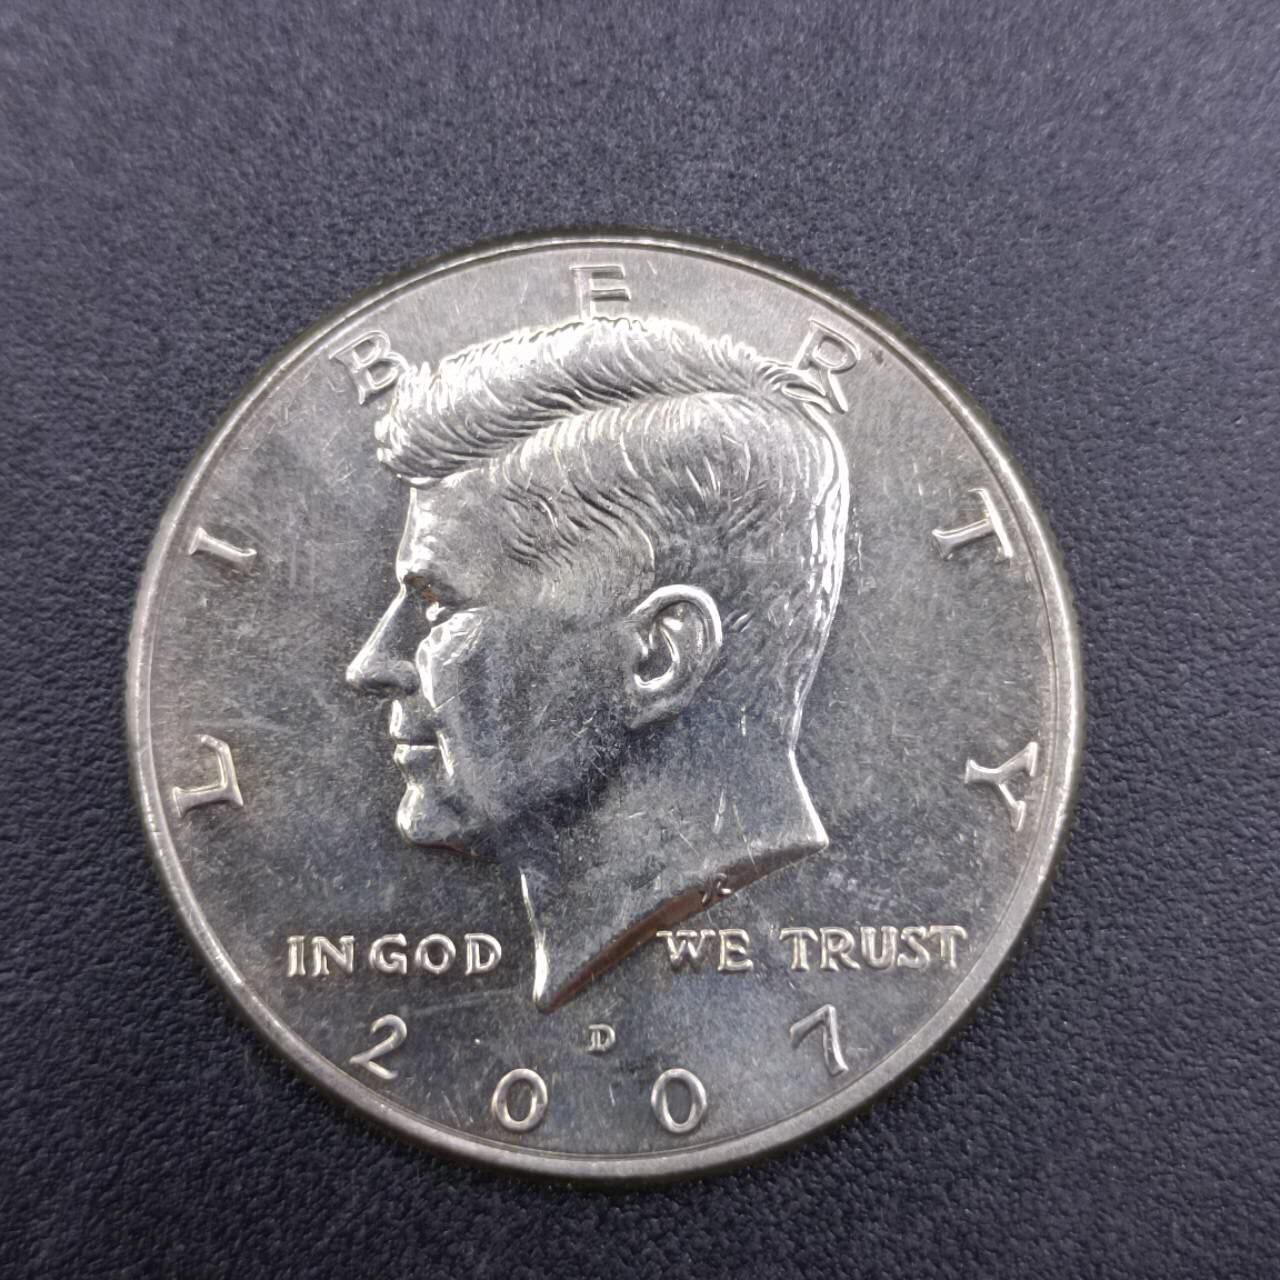 LIBERTY
IN GOD WE TRUST
D
2007